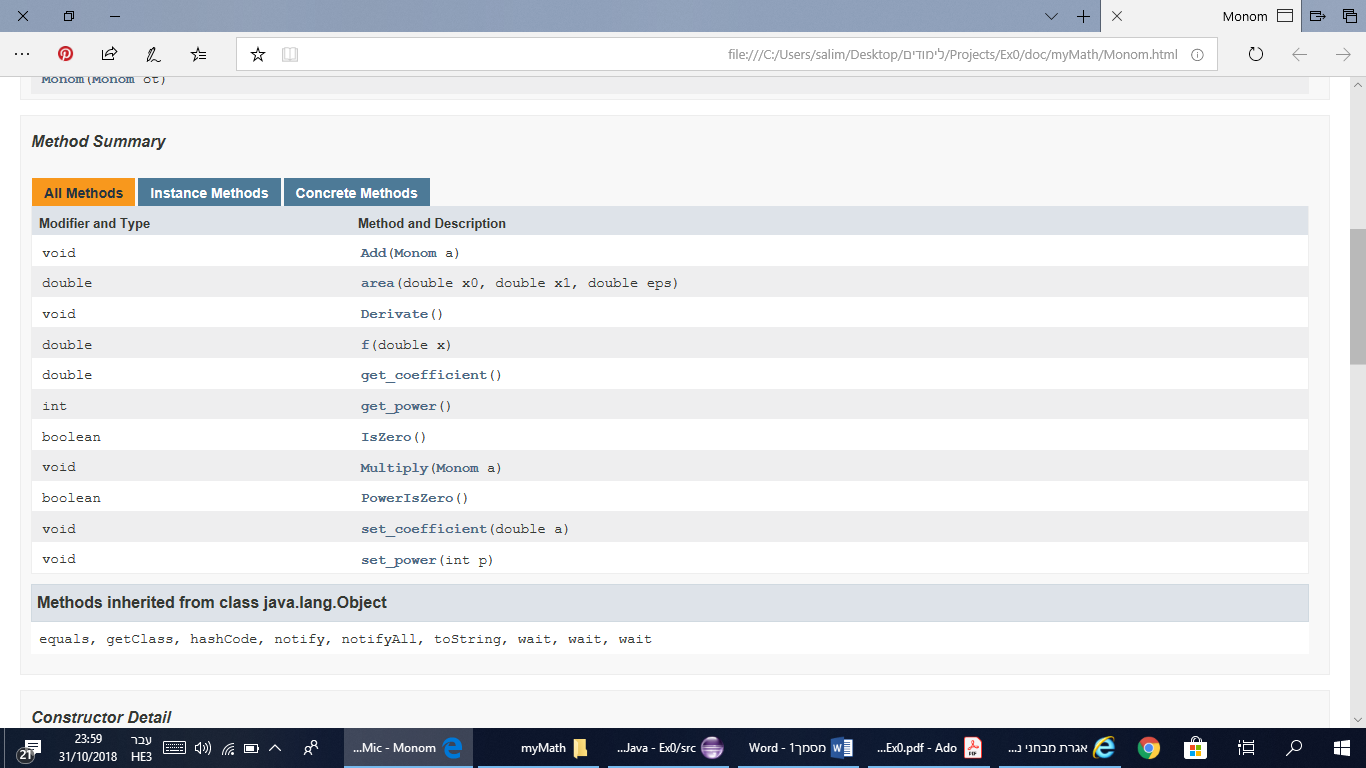 Monom
file:///C:/Users/salim/Desktop/לימודים/Projects/Ex0/doc/myMath/Monom.html
Monom(Monom ot)
Method Summary
All Methods Instance Methods Concrete Methods
Modifier and Type Method and Description
void Add(Monom a)
double area(double x0, double x1, double eps)
void Derivate()
double f(double x)
double get_coefficient()
int get_power()
boolean IsZero()
void Multiply(Monom a)
boolean PowerIsZero()
void set_coefficient(double a)
void set_power(int p)
Methods inherited from class java.lang.Object
equals, getClass, hashCode, notify, notifyAll, toString, wait, wait, wait
Constructor Detail
21 23:59 עבר ...Mic - Monom myMath ...Java - Ex0/src Word - מסמך1 ...Ex0.pdf - Ado אגרת מבחני נ...
31/10/2018 HE3